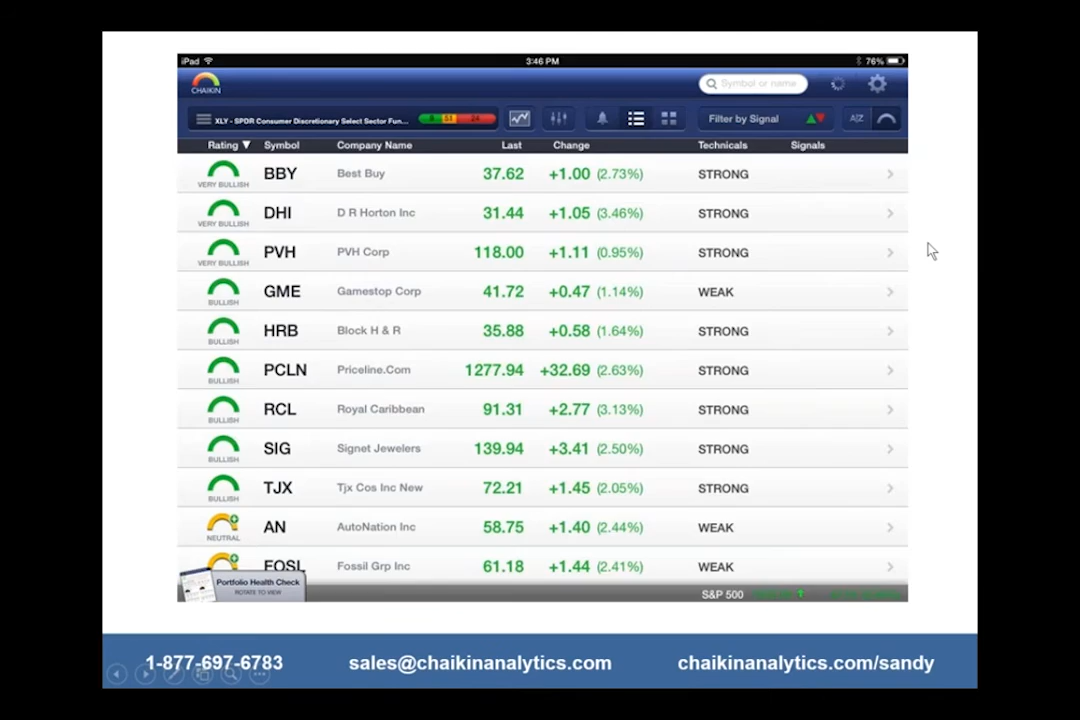 iPad 3:46 PM 76%
CHAIKIN Symbol or name
XLY - SPDR Consumer Discretionary Select Sector Fun... 51 24 Filter by Signal A|Z
Rating ▼ Symbol Company Name Last Change Technicals Signals
VERY BULLISH BBY Best Buy 37.62 +1.00 (2.73%) STRONG
VERY BULLISH DHI D R Horton Inc 31.44 +1.05 (3.46%) STRONG
VERY BULLISH PVH PVH Corp 118.00 +1.11 (0.95%) STRONG
BULLISH GME Gamestop Corp 41.72 +0.47 (1.14%) WEAK
BULLISH HRB Block H & R 35.88 +0.58 (1.64%) STRONG
BULLISH PCLN Priceline.Com 1277.94 +32.69 (2.63%) STRONG
BULLISH RCL Royal Caribbean 91.31 +2.77 (3.13%) STRONG
BULLISH SIG Signet Jewelers 139.94 +3.41 (2.50%) STRONG
BULLISH TJX Tjx Cos Inc New 72.21 +1.45 (2.05%) STRONG
NEUTRAL AN AutoNation Inc 58.75 +1.40 (2.44%) WEAK
FOSL Fossil Grp Inc 61.18 +1.44 (2.41%) WEAK
Portfolio Health Check
ROTATE TO VIEW
S&P 500
1-877-697-6783 sales@chaikinanalytics.com chaikinanalytics.com/sandy